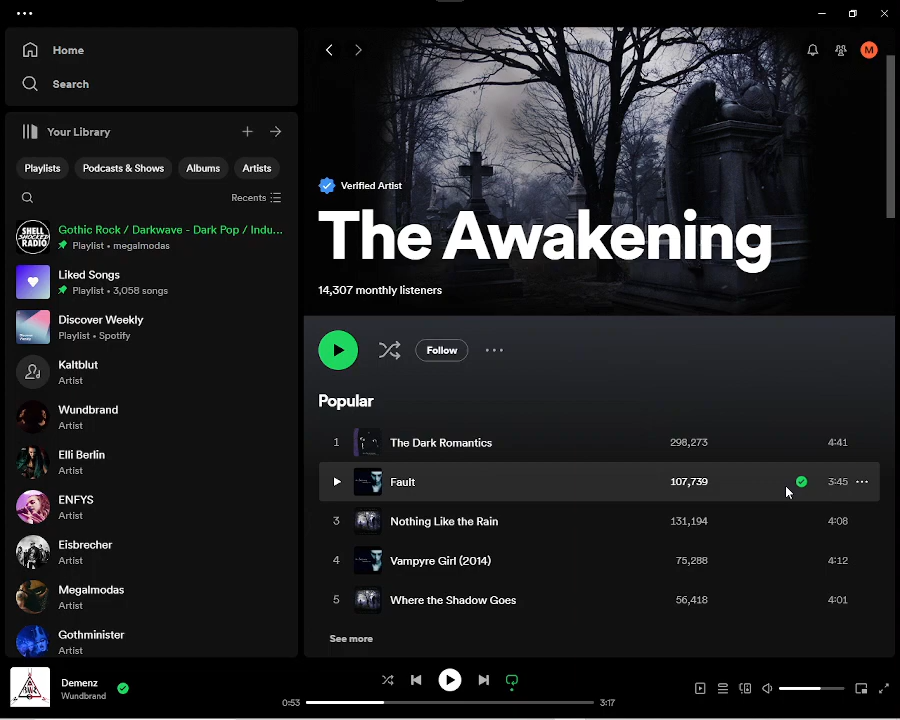 Home
Search
Your Library
Playlists
Podcasts & Shows
Albums
Artists
Recents
SHELL SHOCKED RADIO
Gothic Rock / Darkwave - Dark Pop / Indu...
Playlist • megalmodas
Liked Songs
Playlist • 3,058 songs
Discover Weekly
Playlist • Spotify
Kaltblut
Artist
Wundbrand
Artist
Elli Berlin
Artist
ENFYS
Artist
Eisbrecher
Artist
Megalmodas
Artist
Gothminister
Artist
M
Verified Artist
The Awakening
14,307 monthly listeners
Follow
Popular
1 The Dark Romantics 298,273 4:41
Fault 107,739 3:45
3 Nothing Like the Rain 131,194 4:08
4 Vampyre Girl (2014) 75,288 4:12
5 Where the Shadow Goes 56,418 4:01
See more
Demenz
Wundbrand
0:53
3:17